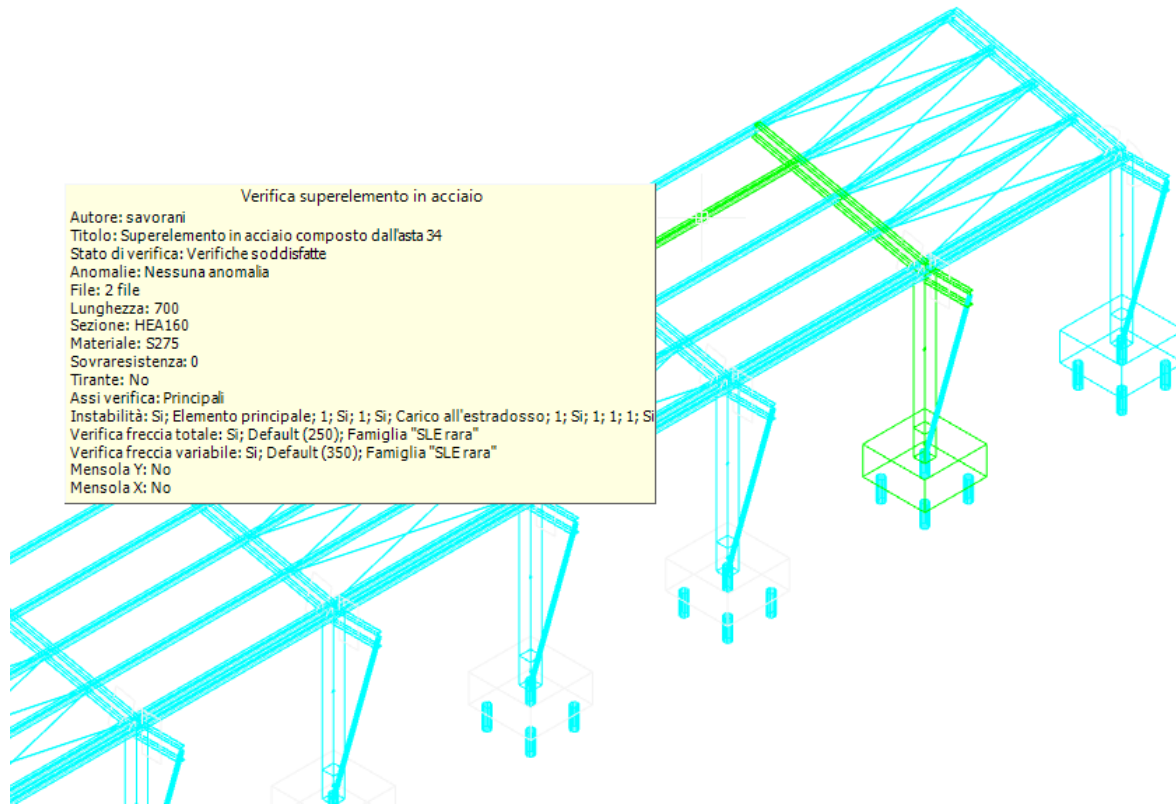 Verifica superelemento in acciaio
Autore: savorani
Titolo: Superelemento in acciaio composto dall'asta 34
Stato di verifica: Verifiche soddisfatte
Anomalie: Nessuna anomalia
File: 2 file
Lunghezza: 700
Sezione: HEA160
Materiale: S275
Sovraresistenza: 0
Tirante: No
Assi verifica: Principali
Instabilità: Si; Elemento principale; 1; Si; 1; Si; Carico all'estradosso; 1; Si; 1; 1; 1; Si
Verifica freccia totale: Si; Default (250); Famiglia "SLE rara"
Verifica freccia variabile: Si; Default (350); Famiglia "SLE rara"
Mensola Y: No
Mensola X: No